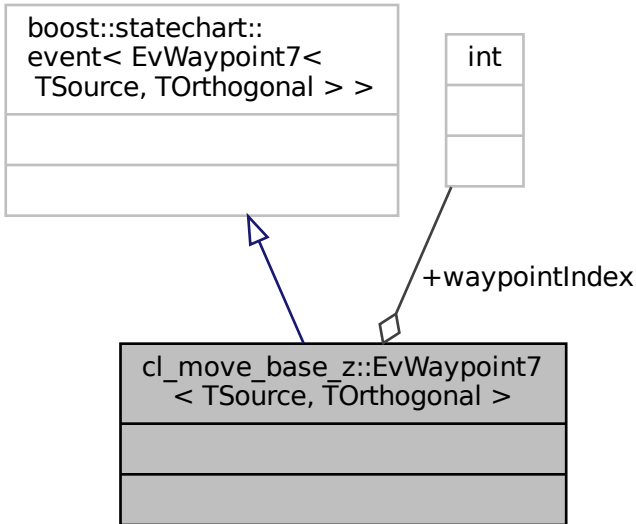 boost::statechart::
event< EvWaypoint7<
TSource, TOrthogonal > >
int
+waypointIndex
cl_move_base_z::EvWaypoint7
< TSource, TOrthogonal >